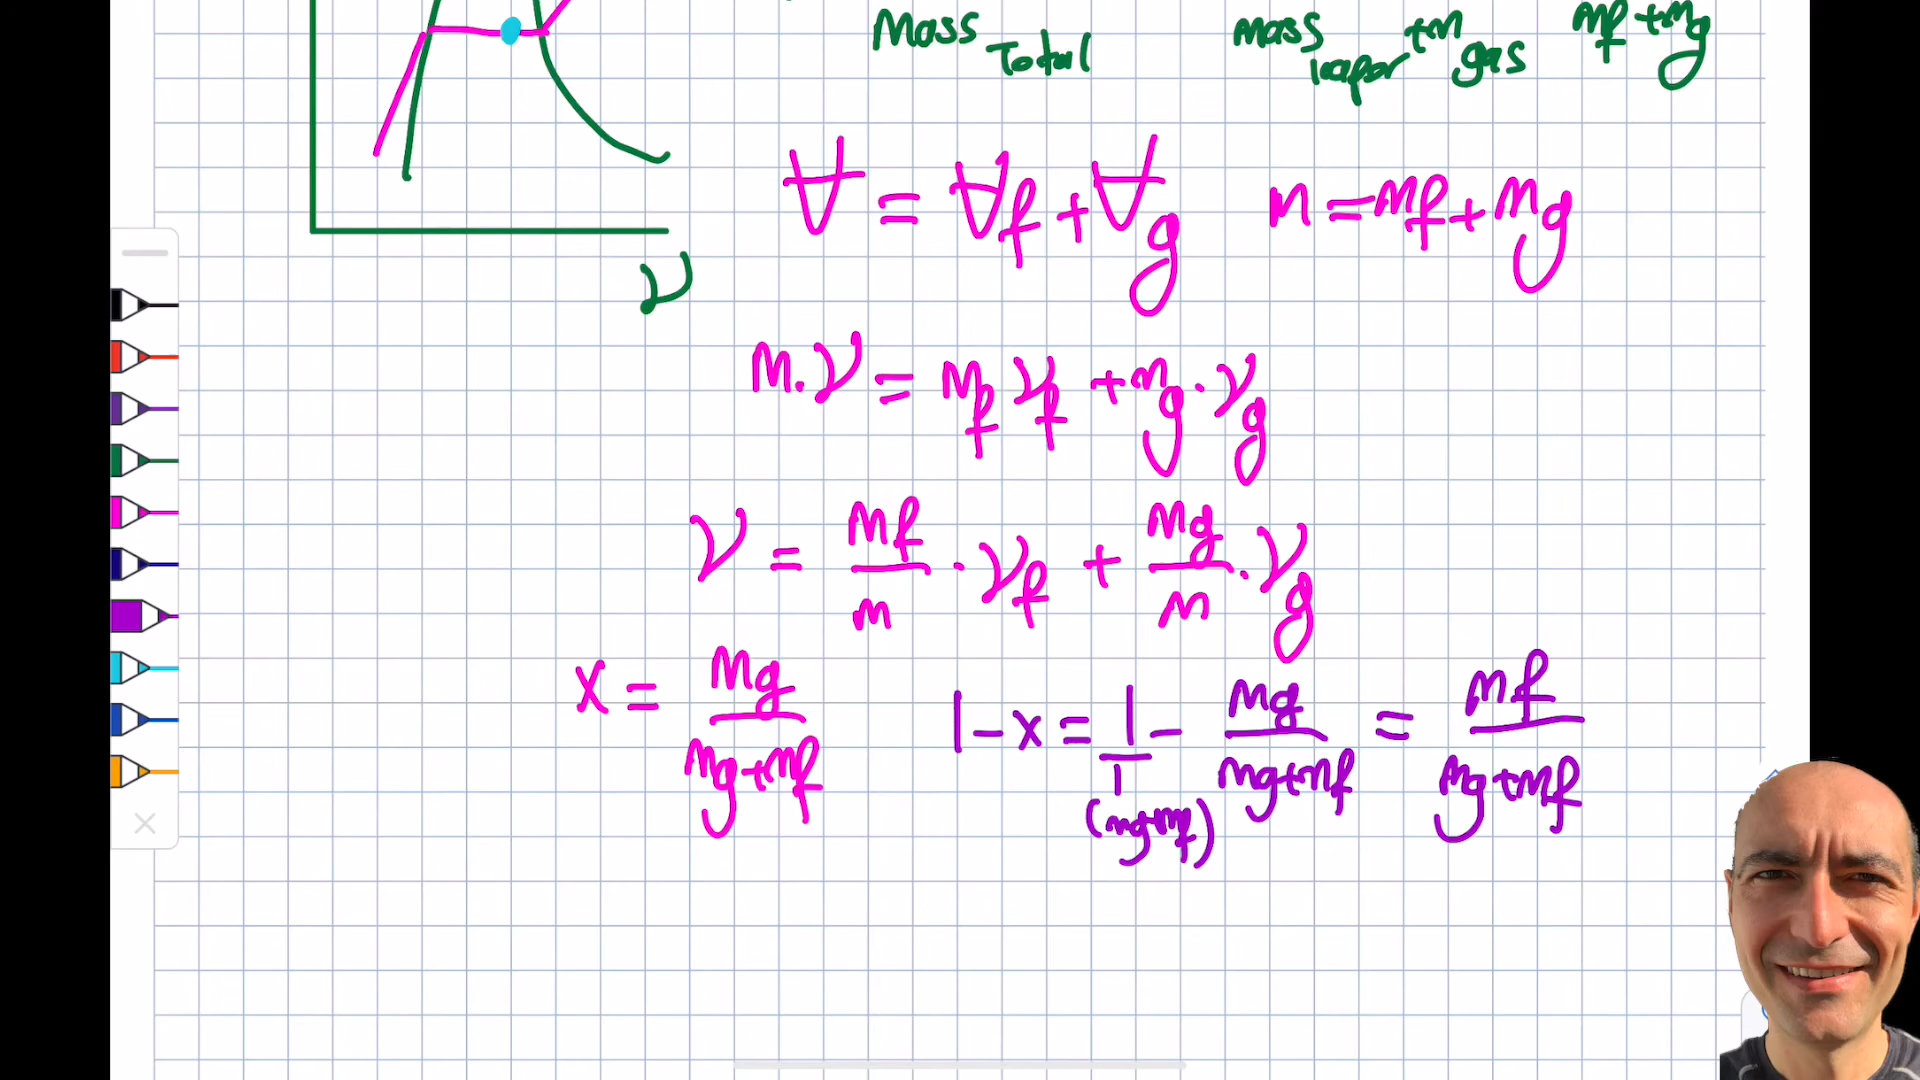 Mass Total mass vapor +m gas mf+mg
V = Vf + Vg m = mf + mg
ν
m.ν = mf νf + mg.νg
ν = mf/m . νf + mg/m . νg
x = mg/(mg+mf) 1-x = 1/1 - mg/(mg+mf) = mf/(mg+mf)
(mg+mf)